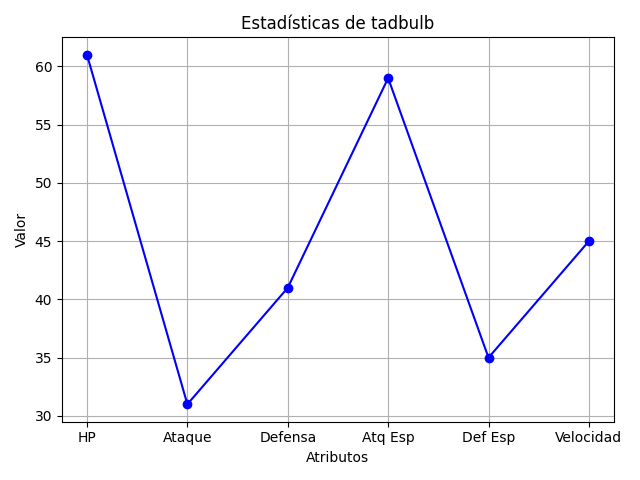 Estadísticas de tadbulb
Valor
60
55
50
45
40
35
30
HP Ataque Defensa Atq Esp Def Esp Velocidad
Atributos